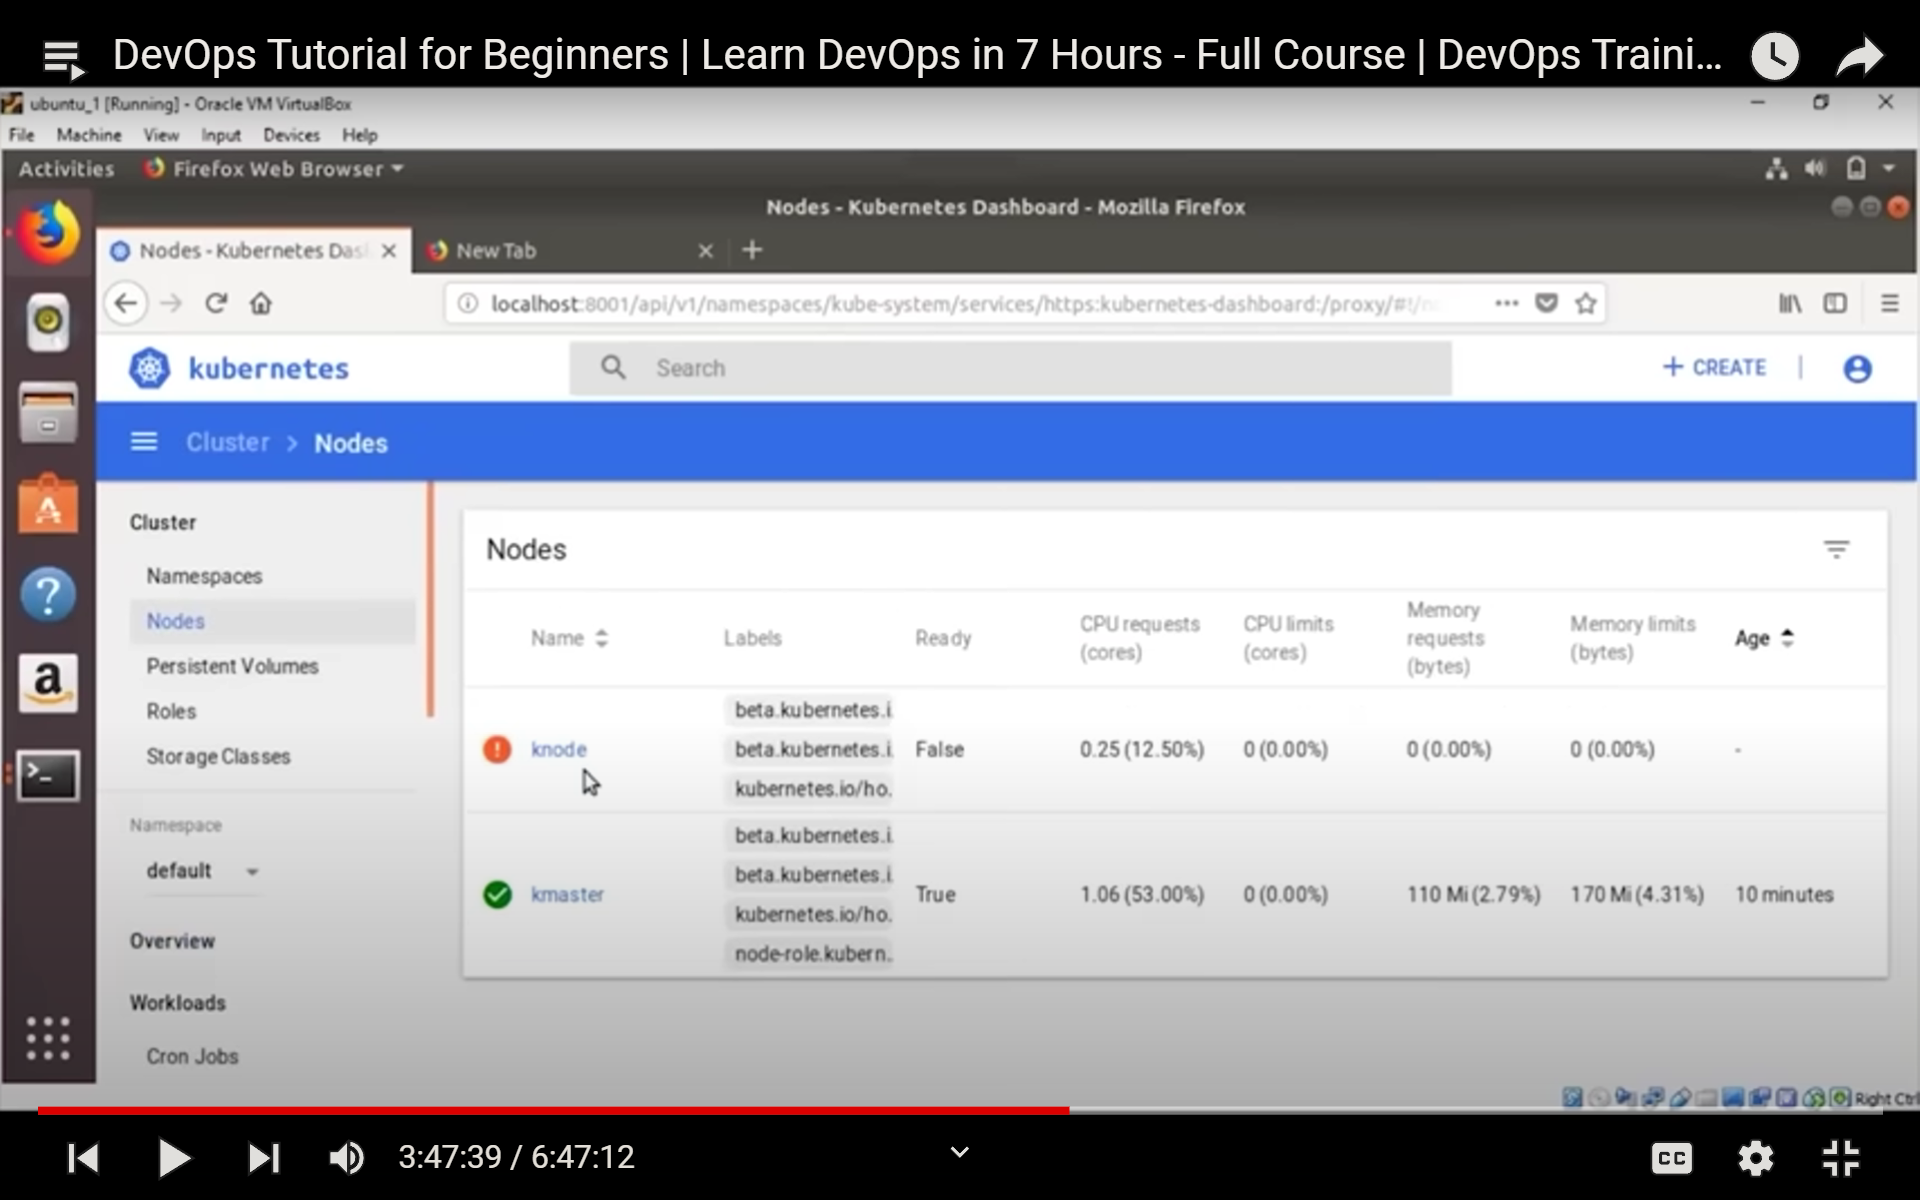 DevOps Tutorial for Beginners | Learn DevOps in 7 Hours - Full Course | DevOps Traini...
ubuntu_1 [Running] - Oracle VM VirtualBox
File Machine View Input Devices Help
Activities Firefox Web Browser
Nodes - Kubernetes Dashboard - Mozilla Firefox
Nodes - Kubernetes Das New Tab
localhost:8001/api/v1/namespaces/kube-system/services/https:kubernetes-dashboard:/proxy/#!/n
kubernetes
Search
CREATE
Cluster > Nodes
Cluster
Namespaces
Nodes
Persistent Volumes
Roles
Storage Classes
Namespace
default
Overview
Workloads
Cron Jobs
Nodes
Name Labels Ready CPU requests (cores) CPU limits (cores) Memory requests (bytes) Memory limits (bytes) Age
beta.kubernetes.i
knode beta.kubernetes.i. False 0.25 (12.50%) 0 (0.00%) 0 (0.00%) 0 (0.00%) -
kubernetes.io/ho.
beta.kubernetes.i.
beta.kubernetes.i
kmaster True 1.06 (53.00%) 0 (0.00%) 110 Mi (2.79%) 170 Mi (4.31%) 10 minutes
kubernetes.io/ho.
node-role.kubern.
Right Ctrl
3:47:39 / 6:47:12
CC